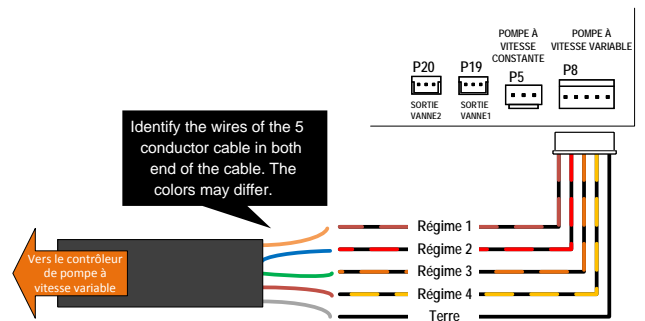 POMPE À
VITESSE
CONSTANTE
POMPE À
VITESSE VARIABLE
P20
P19
P5
P8
SORTIE
VANNE2
SORTIE
VANNE1
Identify the wires of the 5
conductor cable in both
end of the cable. The
colors may differ.
Vers le contrôleur
de pompe à
vitesse variable
Régime 1
Régime 2
Régime 3
Régime 4
Terre